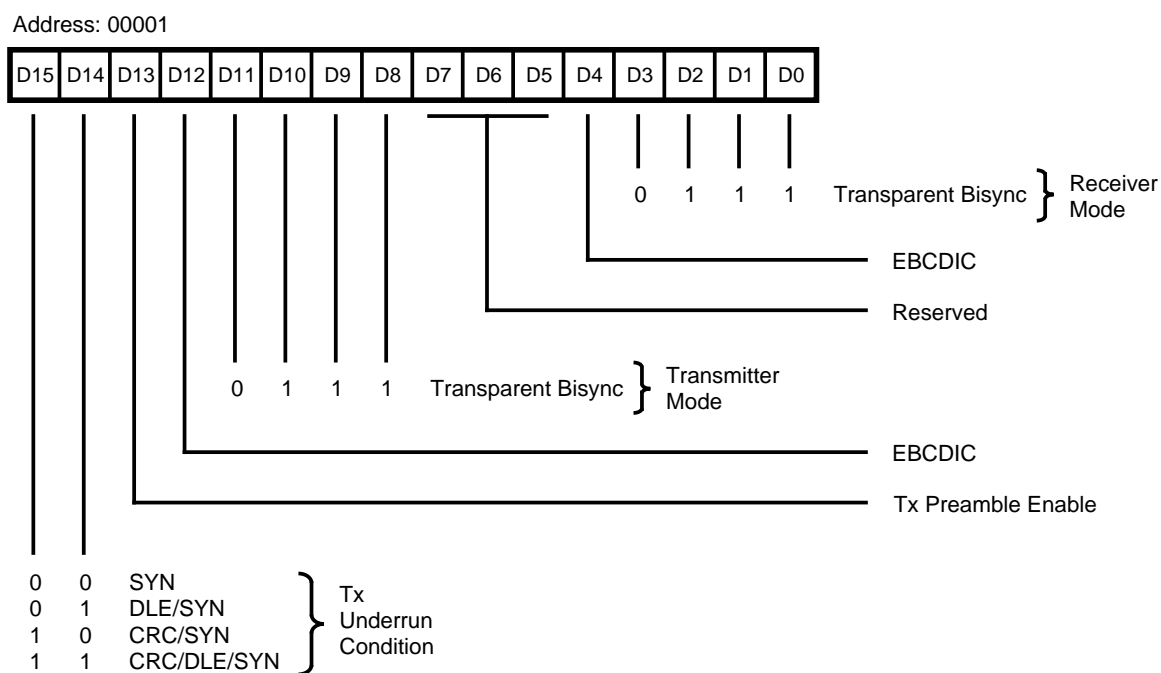 Address: 00001
D15 D14 D13 D12 D11 D10 D9 D8 D7 D6 D5 D4 D3 D2 D1 D0
0 1 1 1 Transparent Bisync Receiver
Mode
EBCDIC
Reserved
0 1 1 1 Transparent Bisync Transmitter
Mode
EBCDIC
Tx Preamble Enable
0 0 SYN
0 1 DLE/SYN
1 0 CRC/SYN
1 1 CRC/DLE/SYN
Tx
Underrun
Condition